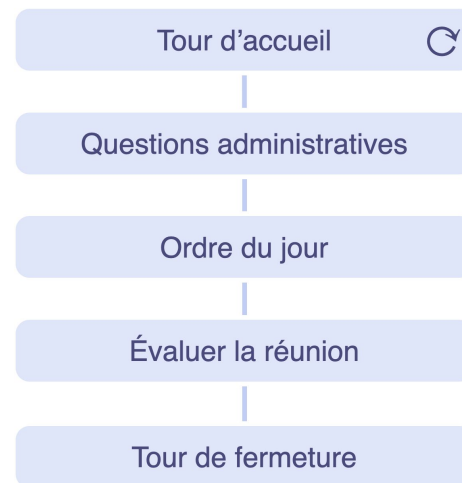 Tour d’accueil
Questions administratives
Ordre du jour
Évaluer la réunion
Tour de fermeture